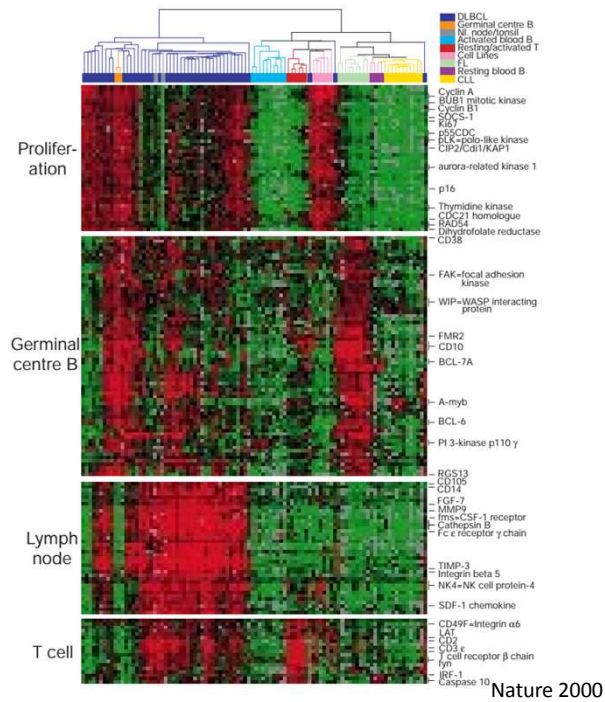 DLBCL
Germinal centre B
Nl. node/tonsil
Activated blood B
Resting/activated T
Cell Lines
FL
Resting blood B
CLL
Prolifer-
ation
Cyclin A
BUB1 mitotic kinase
Cyclin B1
SOCS-1
Ki67
p55CDC
pLK=polo-like kinase
CIP2/Cdi1/KAP1
aurora-related kinase 1
p16
Thymidine kinase
CDC21 homologue
RAD54
Dihydrofolate reductase
Germinal
centre B
CD38
FAK=focal adhesion
kinase
WIP=WASP interacting
protein
FMR2
CD10
BCL-7A
A-myb
BCL-6
PI 3-kinase p110 γ
RGS13
Lymph
node
CD105
CD14
FGF-7
MMP9
fms=CSF-1 receptor
Cathepsin B
Fc ε receptor γ chain
TIMP-3
Integrin beta 5
NK4=NK cell protein-4
SDF-1 chemokine
T cell
CD49F=Integrin α6
LAT
CD2
CD3 ε
T cell receptor β chain
fyn
IRF-1
Caspase 10
Nature 2000